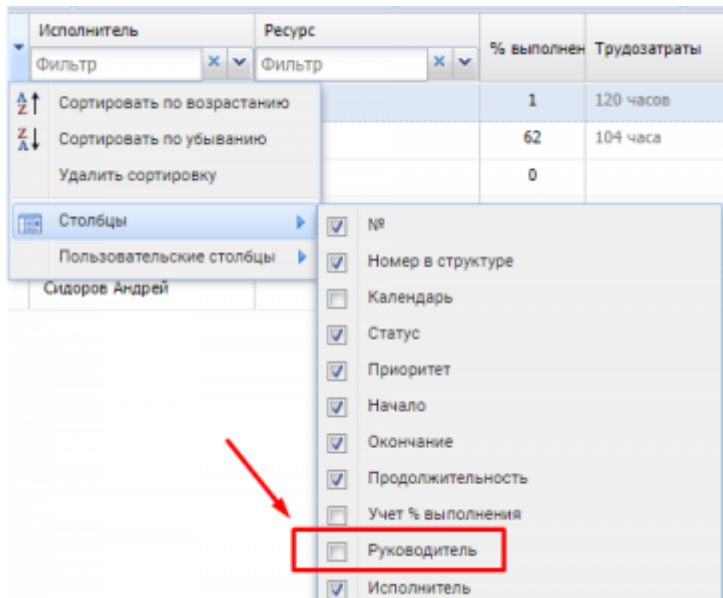 Исполнитель Ресурс % выполнен Трудозатраты
Фильтр Фильтр
Сортировать по возрастанию 1 120 часов
Сортировать по убыванию 62 104 часа
Удалить сортировку 0
Столбцы №
Пользовательские столбцы Номер в структуре
Сидоров Андрей Календарь
Статус
Приоритет
Начало
Окончание
Продолжительность
Учет % выполнения
Руководитель
Исполнитель